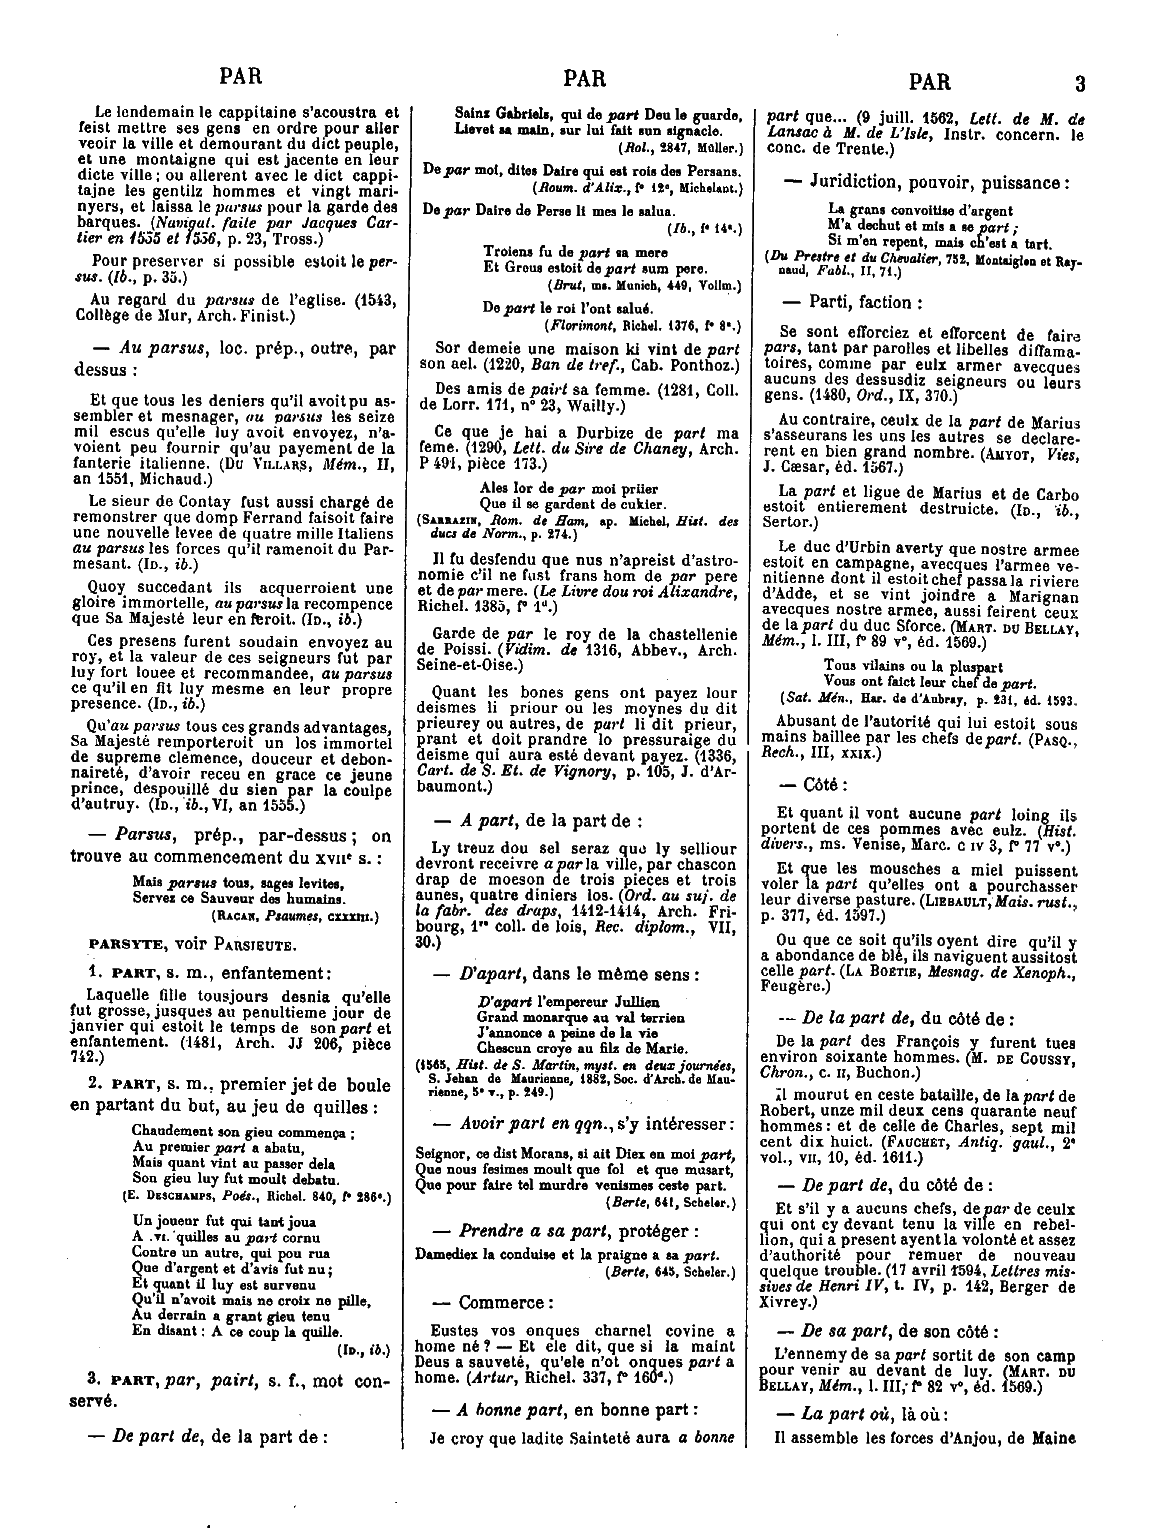 PAR
PAR
PAR
3
Le lendemain le cappitaine s'acoustra et
feist mettre ses gens en ordre pour aller
veoir la ville et demourant du dict peuple,
et une montaigne qui est jacente en leur
dicte ville ; ou allerent avec le dict cappi-
tajne les gentilz hommes et vingt mari-
nyers, et laissa le parsus pour la garde des
barques. (Navigat. faite par Jacques Car-
tier en 1535 et 1536, p. 23, Tross.)
Pour preserver si possible estoit le per-
sus. (Ib., p. 35.)
Au regard du parsus de l'eglise. (1543,
Collège de Mur, Arch. Finist.)
— Au parsus, loc. prép., outre, par
dessus :
Et que tous les deniers qu'il avoit pu as-
sembler et mesnager, au parsus les seize
mil escus qu'elle luy avoit envoyez, n'a-
voient peu fournir qu'au payement de la
fanterie italienne. (DU VILLARS, Mém., II,
an 1551, Michaud.)
Le sieur de Contay fust aussi chargé de
remonstrer que domp Ferrand faisoit faire
une nouvelle levee de quatre mille Italiens
au parsus les forces qu'il ramenoit du Par-
mesant. (ID., ib.)
Quoy succedant ils acquerroient une
gloire immortelle, au parsus la recompence
que Sa Majesté leur en feroit. (ID., ib.)
Ces presens furent soudain envoyez au
roy, et la valeur de ces seigneurs fut par
luy fort louee et recommandee, au parsus
ce qu'il en fit luy mesme en leur propre
presence. (ID., ib.)
Qu'au parsus tous ces grands advantages,
Sa Majesté remporteroit un los immortel
de supreme clemence, douceur et debon-
naireté, d'avoir receu en grace ce jeune
prince, despouillé du sien par la coulpe
d'autruy. (ID., ib., VI, an 1555.)
— Parsus, prép., par-dessus ; on
trouve au commencement du XVIIe s. :
Mais parsus tous, sages levites,
Servez ce Sauveur des humains.
(RACAN, Psaumes, CXXXIII.)
PARSYTE, voir PARSIEUTE.
1. PART, s. m., enfantement :
Laquelle fille tousjours desnia qu'elle
fut grosse, jusques au penultieme jour de
janvier qui estoit le temps de son part et
enfantement. (1481, Arch. JJ 206, pièce
742.)
2. PART, s. m., premier jet de boule
en partant du but, au jeu de quilles :
Chaudement son gieu commença ;
Au premier part a abatu,
Mais quant vint au passer dela
Son gieu luy fut moult debatu.
(E. DESCHAMPS, Poés., Richel. 840, f° 286a.)
Un joueur fut qui tant joua
A .VI. quilles au part cornu
Contre un autre, qui pou rua
Que d'argent et d'avis fut nu ;
Et quant il luy est survenu
Qu'il n'avoit mais ne croix ne pille,
Au derrain a grant gieu tenu
En disant : A ce coup la quille.
(ID., ib.)
3. PART, par, pairt, s. f., mot con-
servé.
— De part de, de la part de :
Sainz Gabriels, qui de part Deu le guarde,
Lievet sa main, sur lui fait sun signacle.
(Rol., 2847, Müller.)
De par moi, dites Daire qui est rois des Persans.
(Roum. d'Alix., f° 12a, Michelant.)
De par Daire de Perse li mes le salua.
(Ib., f° 14a.)
Troiens fu de part sa mere
Et Greus estoit de part sum pere.
(Brut, ms. Munich, 449, Vollm.)
De part le roi l'ont salué.
(Florimont, Richel. 1376, f° 8a.)
Sor demeie une maison ki vint de part
son ael. (1220, Ban de tref., Cab. Ponthoz.)
Des amis de pairt sa femme. (1281, Coll.
de Lorr. 171, n° 23, Wailly.)
Ce que je hai a Durbize de part ma
feme. (1290, Lett. du Sire de Chaney, Arch.
P 491, pièce 173.)
Ales lor de par moi priier
Que il se gardent de cukier.
(SARRAZIN, Rom. de Ham, ap. Michel, Hist. des
ducs de Norm., p. 274.)
Il fu desfendu que nus n'apreist d'astro-
nomie c'il ne fust frans hom de par pere
et de par mere. (Le Livre dou roi Alixandre,
Richel. 1385, f° 1d.)
Garde de par le roy de la chastellenie
de Poissi. (Vidim. de 1316, Abbev., Arch.
Seine-et-Oise.)
Quant les bones gens ont payez lour
deismes li priour ou les moynes du dit
prieurey ou autres, de part li dit prieur,
prant et doit prandre lo pressuraige du
deisme qui aura esté devant payez. (1336,
Cart. de S. Et. de Vignory, p. 105, J. d'Ar-
baumont.)
— A part, de la part de :
Ly treuz dou sel seraz que ly selliour
devront receivre a par la ville, par chascon
drap de moeson de trois pieces et trois
aunes, quatre diniers los. (Ord. au suj. de
la fabr. des draps, 1412-1414, Arch. Fri-
bourg, 1re coll. de lois, Rec. diplom., VII,
30.)
— D'apart, dans le même sens :
D'apart l'empereur Jullien
Grand monarque au val terrien
J'annonce a peine de la vie
Chescun croye au filz de Marie.
(1565, Hist. de S. Martin, myst. en deux journées,
S. Jehan de Maurienne, 1882, Soc. d'Arch. de Mau-
rienne, 5e v., p. 249.)
— Avoir part en qqn., s'y intéresser :
Seignor, ce dist Morans, si ait Diex en moi part,
Que nous fesimes moult que fol et que musart,
Que pour faire tel murdre venismes ceste part.
(Berte, 641, Scheler.)
— Prendre a sa part, protéger :
Damediex la conduise et la praigne a sa part.
(Berte, 645, Scheler.)
— Commerce :
Eustes vos onques charnel covine a
home né ? — Et ele dit, que si la maint
Deus a sauveté, qu'ele n'ot onques part a
home. (Artur, Richel. 337, f° 160d.)
— A bonne part, en bonne part :
Je croy que ladite Sainteté aura a bonne
part que... (9 juill. 1562, Lett. de M. de
Lansac à M. de L'Isle, Instr. concern. le
conc. de Trente.)
— Juridiction, pouvoir, puissance :
La grans convoitise d'argent
M'a dechut et mis a se part ;
Si m'en repent, mais ch'est a tart.
(Du Prestre et du Chevalier, 752, Montaiglon et Ray-
naud, Fabl., II, 71.)
— Parti, faction :
Se sont efforciez et efforcent de faire
pars, tant par parolles et libelles diffama-
toires, comme par eulx armer avecques
aucuns des dessusdiz seigneurs ou leurs
gens. (1480, Ord., IX, 370.)
Au contraire, ceulx de la part de Marius
s'asseurans les uns les autres se declare-
rent en bien grand nombre. (AMYOT, Vies,
J. Cæsar, éd. 1567.)
La part et ligue de Marius et de Carbo
estoit entierement destruicte. (ID., ib.,
Sertor.)
Le duc d'Urbin averty que nostre armee
estoit en campagne, avecques l'armee ve-
nitienne dont il estoit chef passa la riviere
d'Adde, et se vint joindre a Marignan
avecques nostre armee, aussi feirent ceux
de la part du duc Sforce. (MART. DU BELLAY,
Mém., l. III, f° 89 v°, éd. 1569.)
Tous vilains ou la pluspart
Vous ont faict leur chef de part.
(Sat. Mén., Har. de d'Aubray, p. 231, éd. 1593.
Abusant de l'autorité qui lui estoit sous
mains baillee par les chefs de part. (PASQ.,
Rech., III, XXIX.)
— Côté :
Et quant il vont aucune part loing ils
portent de ces pommes avec eulz. (Hist.
divers., ms. Venise, Marc. C IV 3, f° 77 v°.)
Et que les mousches a miel puissent
voler la part qu'elles ont a pourchasser
leur diverse pasture. (LIEBAULT, Mais. rust.,
p. 377, éd. 1597.)
Ou que ce soit qu'ils oyent dire qu'il y
a abondance de blé, ils naviguent aussitost
celle part. (LA BOETIE, Mesnag. de Xenoph.,
Feugère.)
— De la part de, du côté de :
De la part des François y furent tues
environ soixante hommes. (M. DE COUSSY,
Chron., c. II, Buchon.)
Il mourut en ceste bataille, de la part de
Robert, unze mil deux cens quarante neuf
hommes : et de celle de Charles, sept mil
cent dix huict. (FAUCHET, Antiq. gaul., 2e
vol., VII, 10, éd. 1611.)
— De part de, du côté de :
Et s'il y a aucuns chefs, de par de ceulx
qui ont cy devant tenu la ville en rebel-
lion, qui a present ayent la volonté et assez
d'authorité pour remuer de nouveau
quelque trouble. (17 avril 1594, Lettres mis-
sives de Henri IV, t. IV, p. 142, Berger de
Xivrey.)
— De sa part, de son côté :
L'ennemy de sa part sortit de son camp
pour venir au devant de luy. (MART. DU
BELLAY, Mém., l. III, f° 82 v°, éd. 1569.)
— La part où, là où :
Il assemble les forces d'Anjou, de Maine